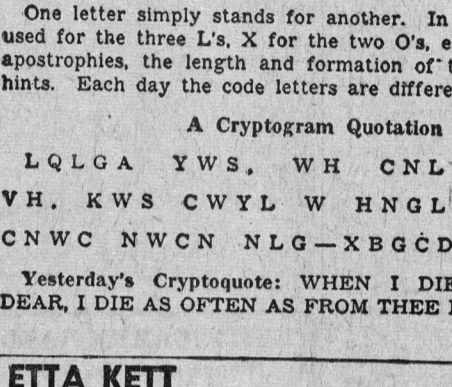 One letter simply stands for another. In
used for the three L's, X for the two O's, e
apostrophies, the length and formation of
hints. Each day the code letters are differe
A Cryptogram Quotation
LQLGA YWS, WH CNL
VH. KWS CWYL W HNGL
CNWC NWCN NLG—XBGCD
Yesterday's Cryptoquote: WHEN I DIE
DEAR, I DIE AS OFTEN AS FROM THEE I
ETTA KETT